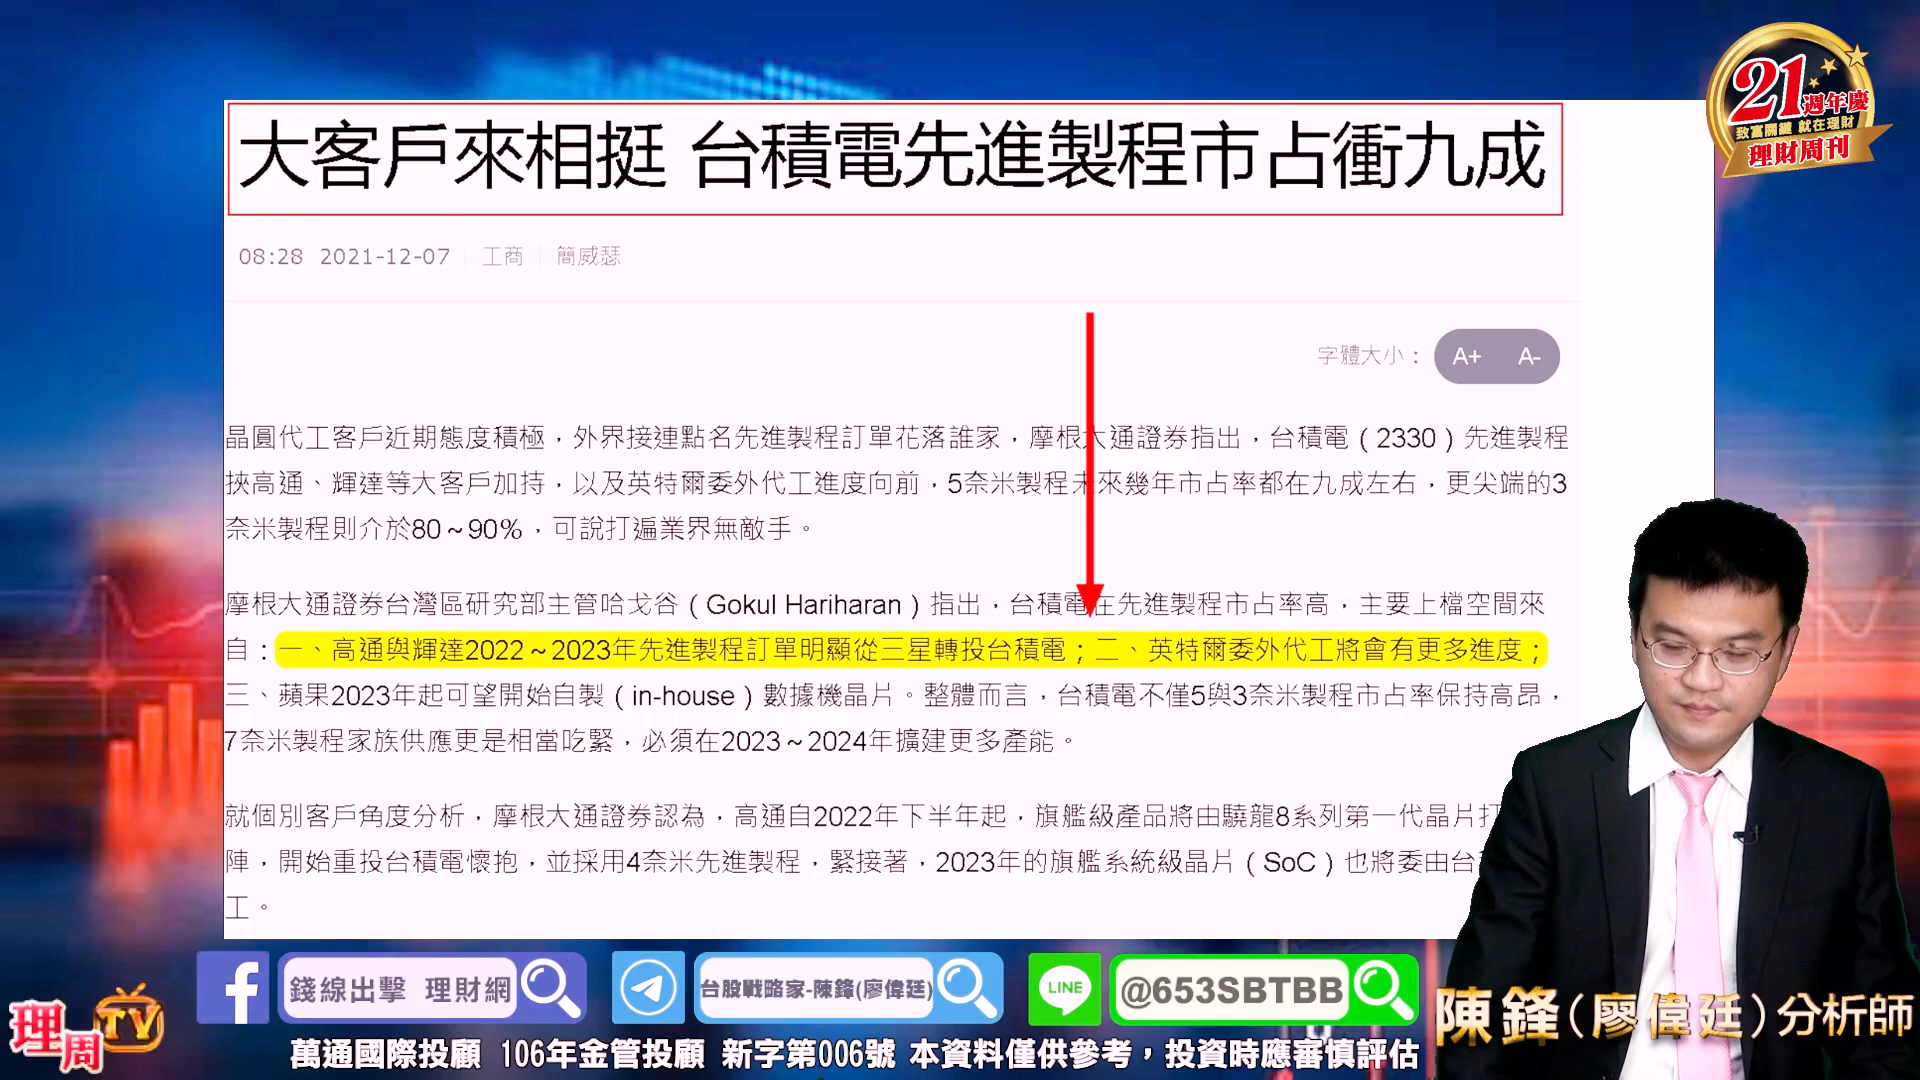 大客戶來相挺 台積電先進製程市占衝九成
21週年慶
致富關鍵 就在理財
理財周刊
08:28 2021-12-07 工商 簡威瑟
字體大小： A+ A-
晶圓代工客戶近期態度積極，外界接連點名先進製程訂單花落誰家，摩根大通證券指出，台積電（2330）先進製程
挾高通、輝達等大客戶加持，以及英特爾委外代工進度向前，5奈米製程未來幾年市占率都在九成左右，更尖端的3
奈米製程則介於80～90%，可說打遍業界無敵手。
摩根大通證券台灣區研究部主管哈戈谷（Gokul Hariharan）指出，台積電在先進製程市占率高，主要上檔空間來
自：一、高通與輝達2022～2023年先進製程訂單明顯從三星轉投台積電；二、英特爾委外代工將會有更多進度；
三、蘋果2023年起可望開始自製（in-house）數據機晶片。整體而言，台積電不僅5與3奈米製程市占率保持高昂，
7奈米製程家族供應更是相當吃緊，必須在2023～2024年擴建更多產能。
就個別客戶角度分析，摩根大通證券認為，高通自2022年下半年起，旗艦級產品將由驍龍8系列第一代晶片打
陣，開始重投台積電懷抱，並採用4奈米先進製程，緊接著，2023年的旗艦系統級晶片（SoC）也將委由台
工。
錢線出擊 理財網
台股戰略家-陳鋒(廖偉廷)
LINE
@653SBTBB
理周TV
陳鋒(廖偉廷)分析師
萬通國際投顧 106年金管投顧 新字第006號 本資料僅供參考，投資時應審慎評估